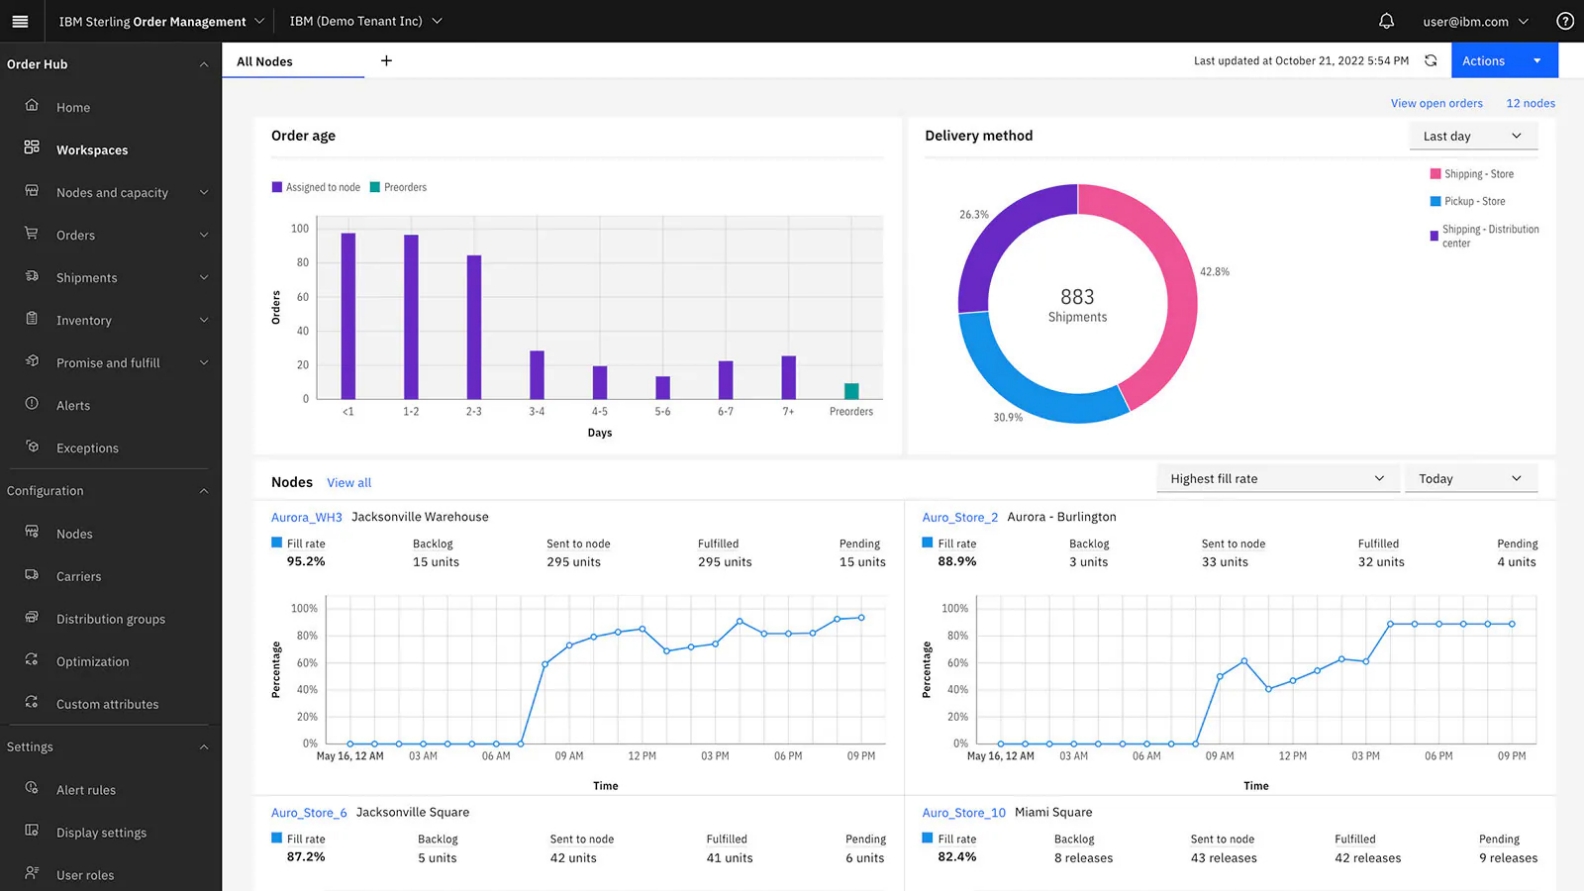 IBM Sterling Order Management
IBM (Demo Tenant Inc)
user@ibm.com
Order Hub
Home
Workspaces
Nodes and capacity
Orders
Shipments
Inventory
Promise and fulfill
Alerts
Exceptions
Configuration
Nodes
Carriers
Distribution groups
Optimization
Custom attributes
Settings
Alert rules
Display settings
User roles
All Nodes
+
Last updated at October 21, 2022 5:54 PM
Actions
View open orders
12 nodes
Order age
Assigned to node
Preorders
Orders
100
80
60
40
20
0
<1
1-2
2-3
3-4
4-5
5-6
6-7
7+
Preorders
Days
Delivery method
Last day
Shipping - Store
Pickup - Store
Shipping - Distribution
center
26.3%
42.8%
30.9%
883
Shipments
Nodes
View all
Highest fill rate
Today
Aurora_WH3 Jacksonville Warehouse
Fill rate Backlog Sent to node Fulfilled Pending
95.2% 15 units 295 units 295 units 15 units
Percentage
100%
80%
60%
40%
20%
0%
May 16, 12 AM 03 AM 06 AM 09 AM 12 PM 03 PM 06 PM 09 PM
Time
Auro_Store_2 Aurora - Burlington
Fill rate Backlog Sent to node Fulfilled Pending
88.9% 3 units 33 units 32 units 4 units
Percentage
100%
80%
60%
40%
20%
0%
May 16, 12 AM 03 AM 06 AM 09 AM 12 PM 03 PM 06 PM 09 PM
Time
Auro_Store_6 Jacksonville Square
Fill rate Backlog Sent to node Fulfilled Pending
87.2% 5 units 42 units 41 units 6 units
Auro_Store_10 Miami Square
Fill rate Backlog Sent to node Fulfilled Pending
82.4% 8 releases 43 releases 42 releases 9 releases